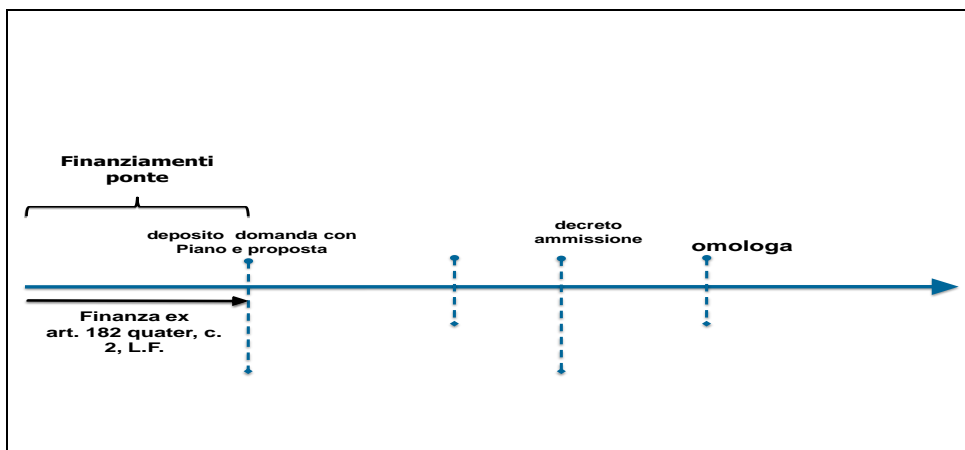 Finanziamenti
ponte
deposito domanda con
Piano e proposta
decreto
ammissione
omologa
Finanza ex
art. 182 quater, c.
2, L.F.